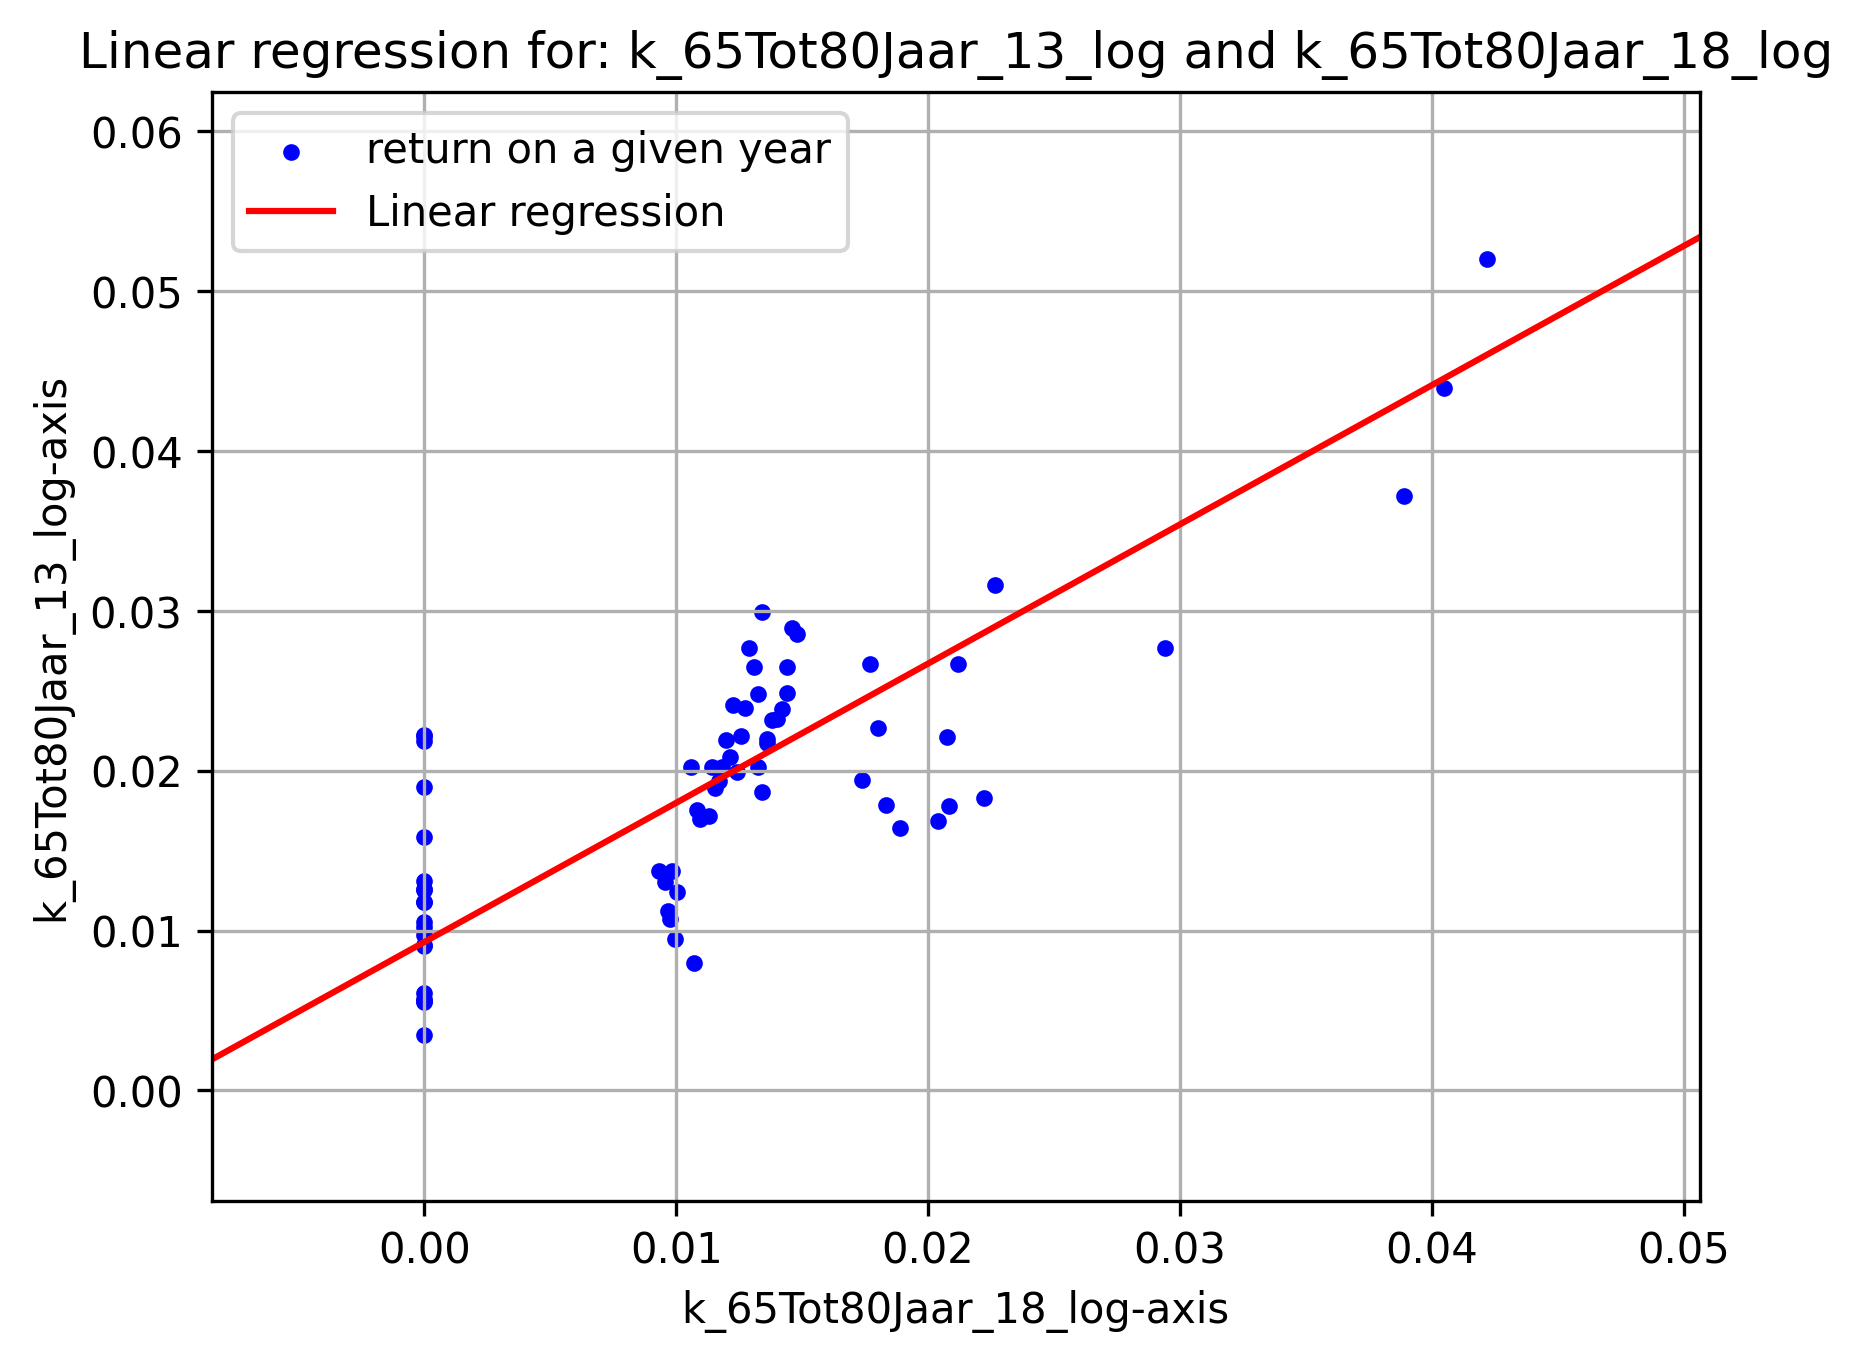 Linear regression for: k_65Tot80Jaar_13_log and k_65Tot80Jaar_18_log
return on a given year
Linear regression
k_65Tot80Jaar_13_log-axis
0.06
0.05
0.04
0.03
0.02
0.01
0.00
0.00 0.01 0.02 0.03 0.04 0.05
k_65Tot80Jaar_18_log-axis